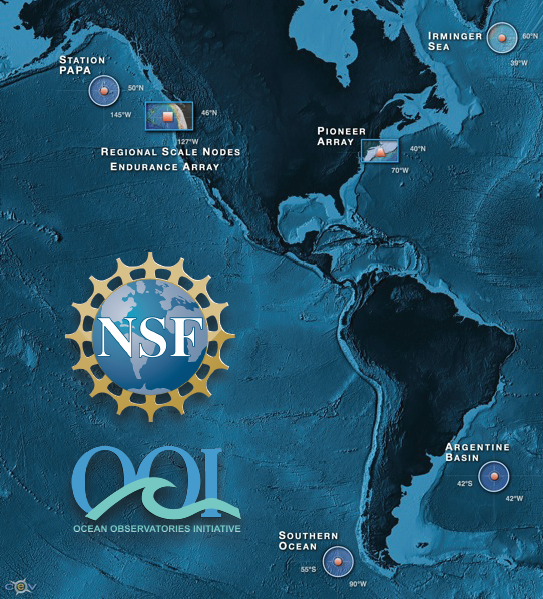 IRMINGER
SEA
60°N
39°W
STATION
PAPA
50°N
145°W
46°N
127°W
REGIONAL SCALE NODES
ENDURANCE ARRAY
PIONEER
ARRAY
40°N
70°W
NSF
OOI
OCEAN OBSERVATORIES INITIATIVE
ARGENTINE
BASIN
42°S
42°W
SOUTHERN
OCEAN
55°S
90°W
cev